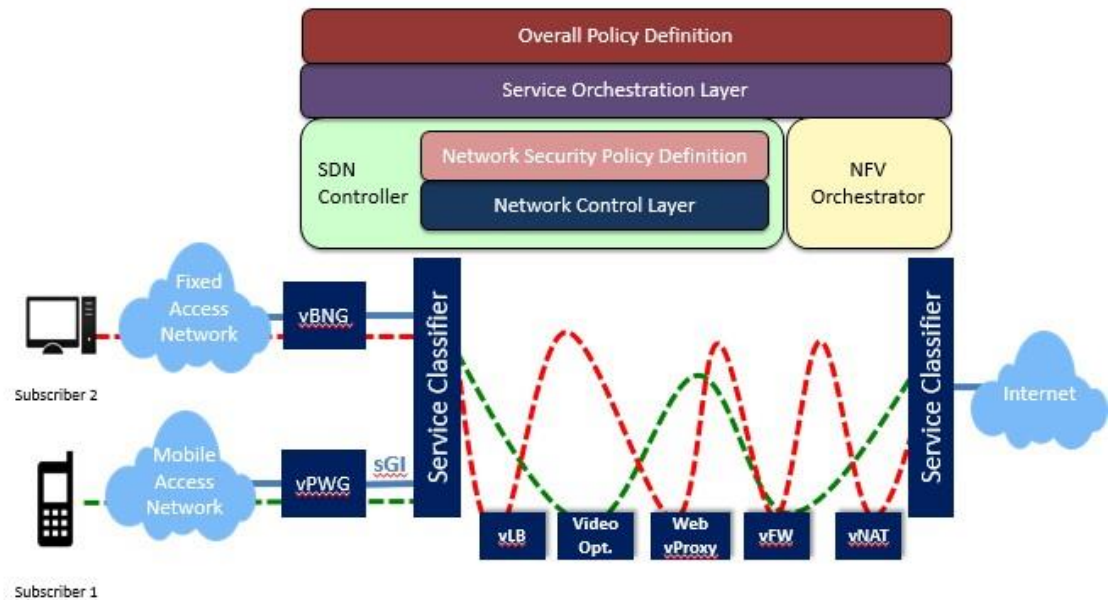 Overall Policy Definition
Service Orchestration Layer
SDN
Controller
Network Security Policy Definition
Network Control Layer
NFV
Orchestrator
Fixed
Access
Network
vBNG
Subscriber 2
Service Classifier
Service Classifier
Internet
Mobile
Access
Network
vPWG
sGI
vLB
Video
Opt.
Web
vProxy
vFW
vNAT
Subscriber 1